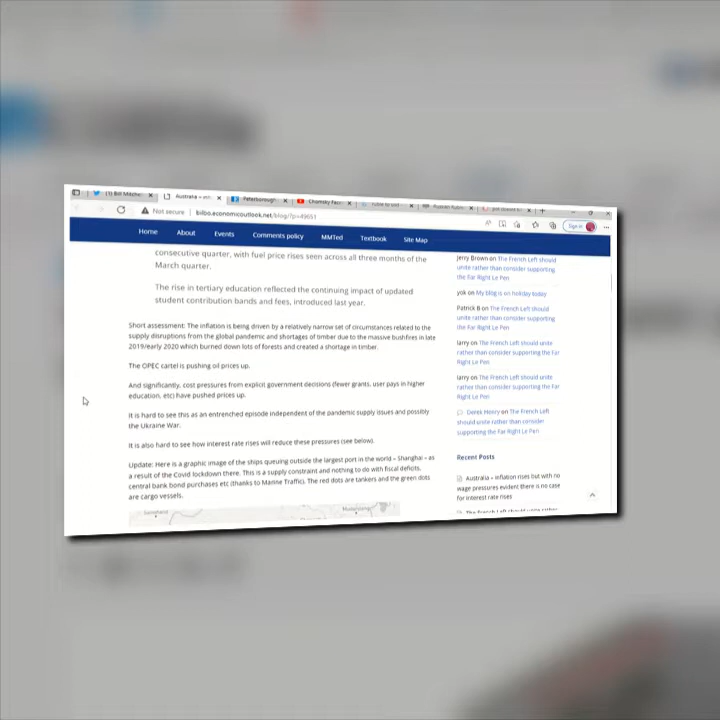 (1) Bill Mitchel
Australia – infl
Peterborough
Chomsky
Not secure | bilbo.economicoutlook.net/blog/?p=49651
Sign in
Home About Events Comments policy MMTed Textbook Site Map
consecutive quarter, with fuel price rises seen across all three months of the
March quarter.
The rise in tertiary education reflected the continuing impact of updated
student contribution bands and fees, introduced last year.
Short assessment: The inflation is being driven by a relatively narrow set of circumstances related to the
supply disruptions from the global pandemic and shortages of timber due to the massive bushfires in late
2019/early 2020 which burned down lots of forests and created a shortage in timber.
The OPEC cartel is pushing oil prices up.
And significantly, cost pressures from explicit government decisions (fewer grants, user pays in higher
education, etc) have pushed prices up.
It is hard to see this as an entrenched episode independent of the pandemic supply issues and possibly
the Ukraine War.
It is also hard to see how interest rate rises will reduce these pressures (see below).
Update: Here is a graphic image of the ships queuing outside the largest port in the world – Shanghai – as
a result of the Covid lockdown there. This is a supply constraint and nothing to do with fiscal deficits,
central bank bond purchases etc (thanks to Marine Traffic). The red dots are tankers and the green dots
are cargo vessels.
Jerry Brown on The French Left should
unite rather than consider supporting
the Far Right Le Pen
yok on My blog is on holiday today
Patrick B on The French Left should
unite rather than consider supporting
the Far Right Le Pen
larry on The French Left should unite
rather than consider supporting the Far
Right Le Pen
larry on The French Left should unite
rather than consider supporting the Far
Right Le Pen
Derek Henry on The French Left
should unite rather than consider
supporting the Far Right Le Pen
Recent Posts
Australia – inflation rises but with no
wage pressures evident there is no case
for interest rate rises